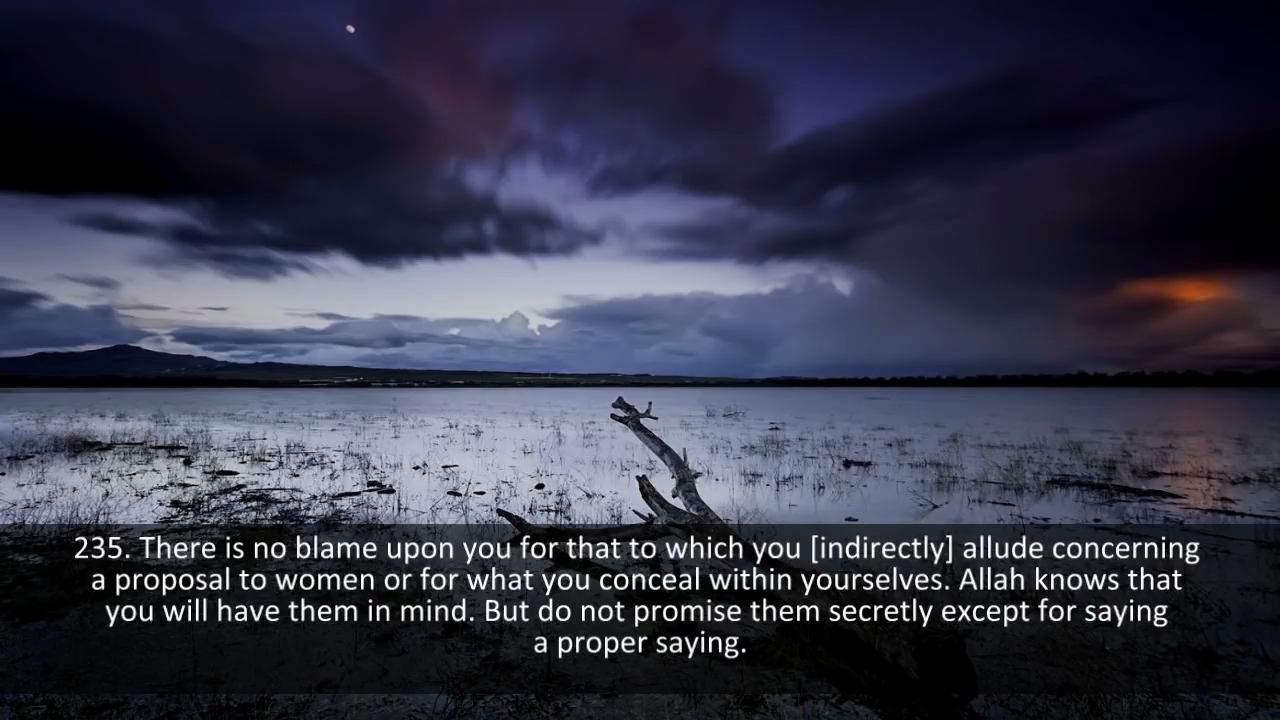 235. There is no blame upon you for that to which you [indirectly] allude concerning
a proposal to women or for what you conceal within yourselves. Allah knows that
you will have them in mind. But do not promise them secretly except for saying
a proper saying.